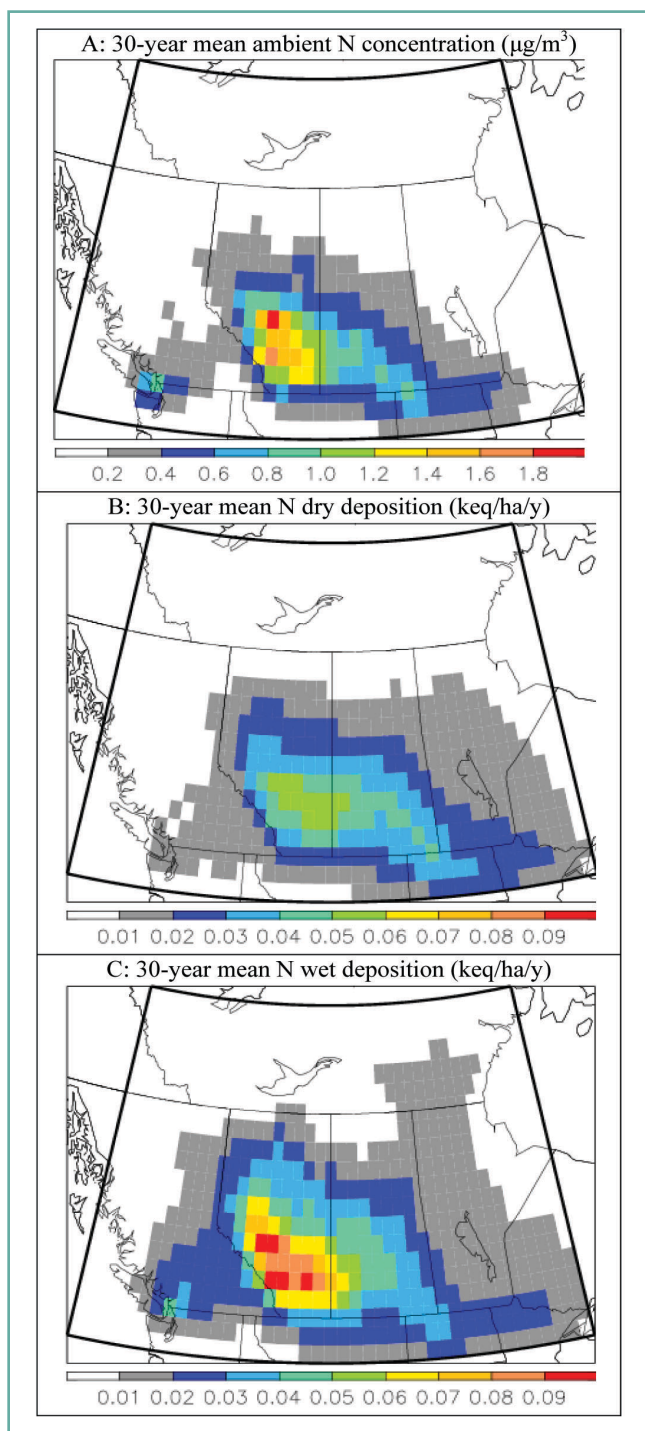 A: 30-year mean ambient N concentration (μg/m³)
0.2 0.4 0.6 0.8 1.0 1.2 1.4 1.6 1.8
B: 30-year mean N dry deposition (keq/ha/y)
0.01 0.02 0.03 0.04 0.05 0.06 0.07 0.08 0.09
C: 30-year mean N wet deposition (keq/ha/y)
0.01 0.02 0.03 0.04 0.05 0.06 0.07 0.08 0.09